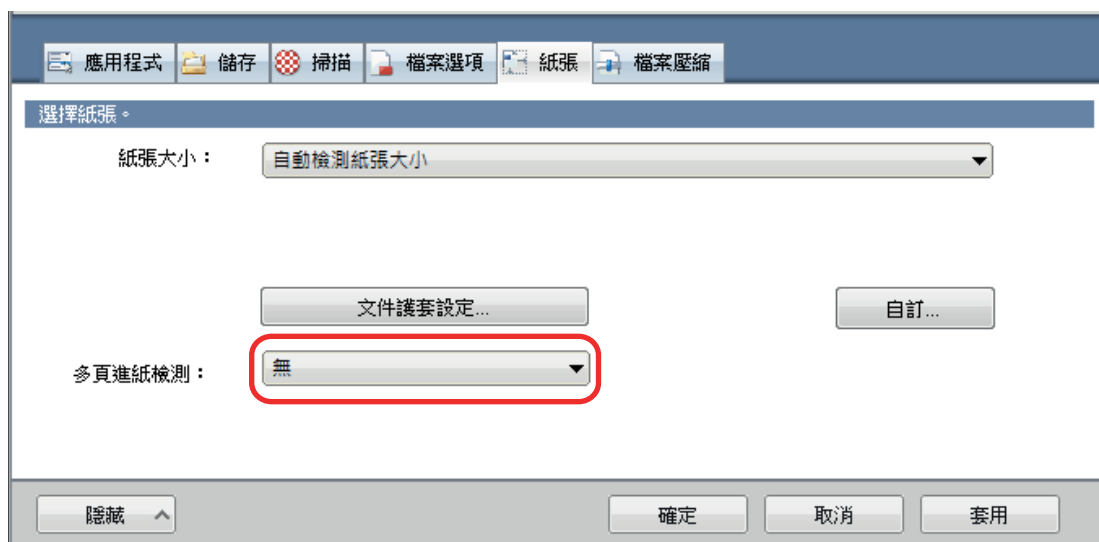 應用程式 儲存 掃描 檔案選項 紙張 檔案壓縮
選擇紙張。
紙張大小： 自動檢測紙張大小
文件護套設定... 自訂...
多頁進紙檢測： 無
隱藏 確定 取消 套用